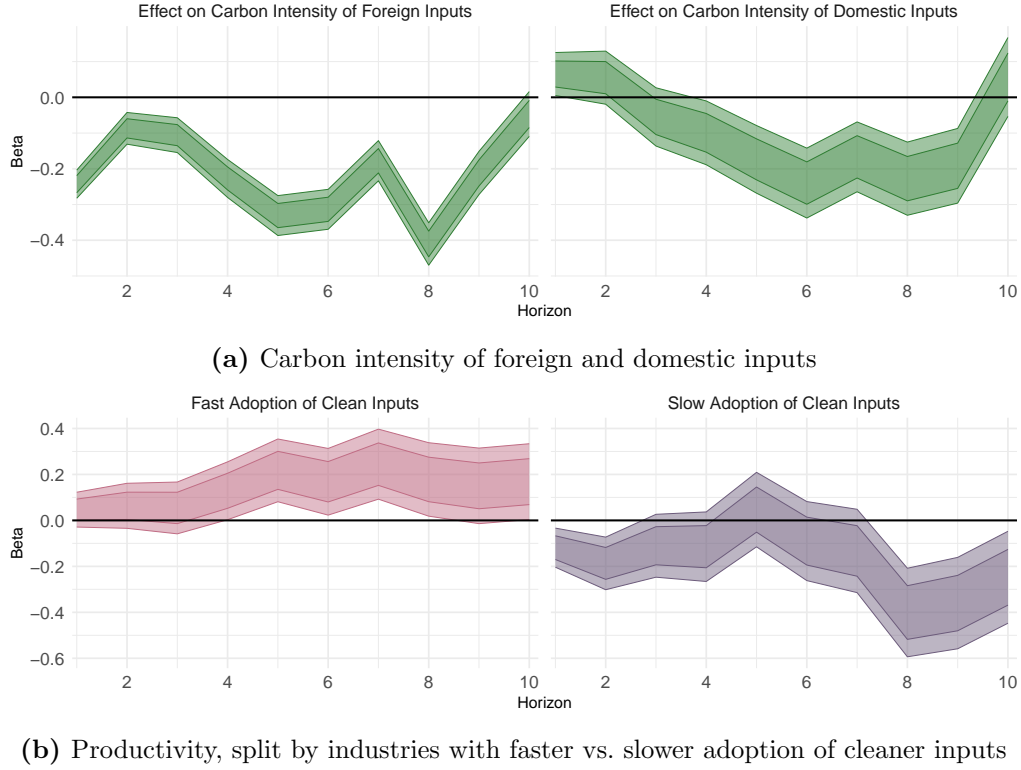 Effect on Carbon Intensity of Foreign Inputs
Effect on Carbon Intensity of Domestic Inputs
0.0
−0.2
−0.4
Beta
2 4 6 8 10
2 4 6 8 10
Horizon
(a) Carbon intensity of foreign and domestic inputs
Fast Adoption of Clean Inputs
Slow Adoption of Clean Inputs
0.4
0.2
0.0
−0.2
−0.4
−0.6
Beta
2 4 6 8 10
2 4 6 8 10
Horizon
(b) Productivity, split by industries with faster vs. slower adoption of cleaner inputs